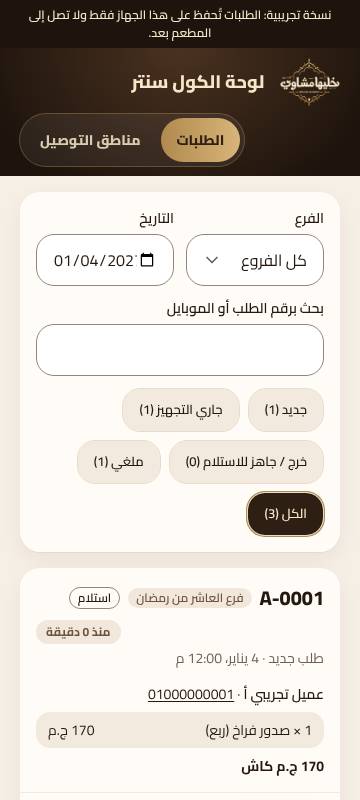 نسخة تجريبية: الطلبات تُحفظ على هذا الجهاز فقط ولا تصل إلى
المطعم بعد.
خليها مشاوي
لوحة الكول سنتر
الطلبات
مناطق التوصيل
الفرع
التاريخ
كل الفروع
01/04/202
بحث برقم الطلب أو الموبايل
جديد (1)
جاري التجهيز (1)
خرج / جاهز للاستلام (0)
ملغي (1)
الكل (3)
A-0001
فرع العاشر من رمضان
استلام
منذ 0 دقيقة
طلب جديد · 4 يناير، 12:00 م
عميل تجريبي أ · 01000000001
1 × صدور فراخ (ربع)
170 ج.م
170 ج.م كاش